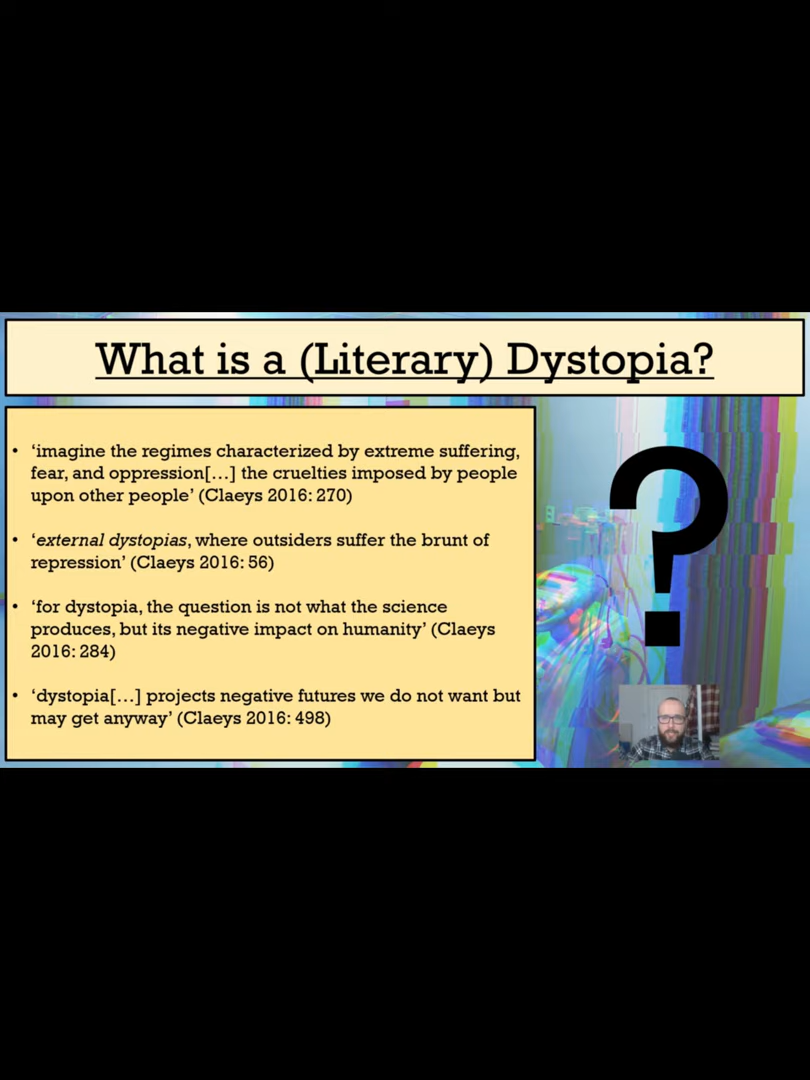 What is a (Literary) Dystopia?
• ‘imagine the regimes characterized by extreme suffering,
fear, and oppression[…] the cruelties imposed by people
upon other people’ (Claeys 2016: 270)
• ‘external dystopias, where outsiders suffer the brunt of
repression’ (Claeys 2016: 56)
• ‘for dystopia, the question is not what the science
produces, but its negative impact on humanity’ (Claeys
2016: 284)
• ‘dystopia[…] projects negative futures we do not want but
may get anyway’ (Claeys 2016: 498)
?